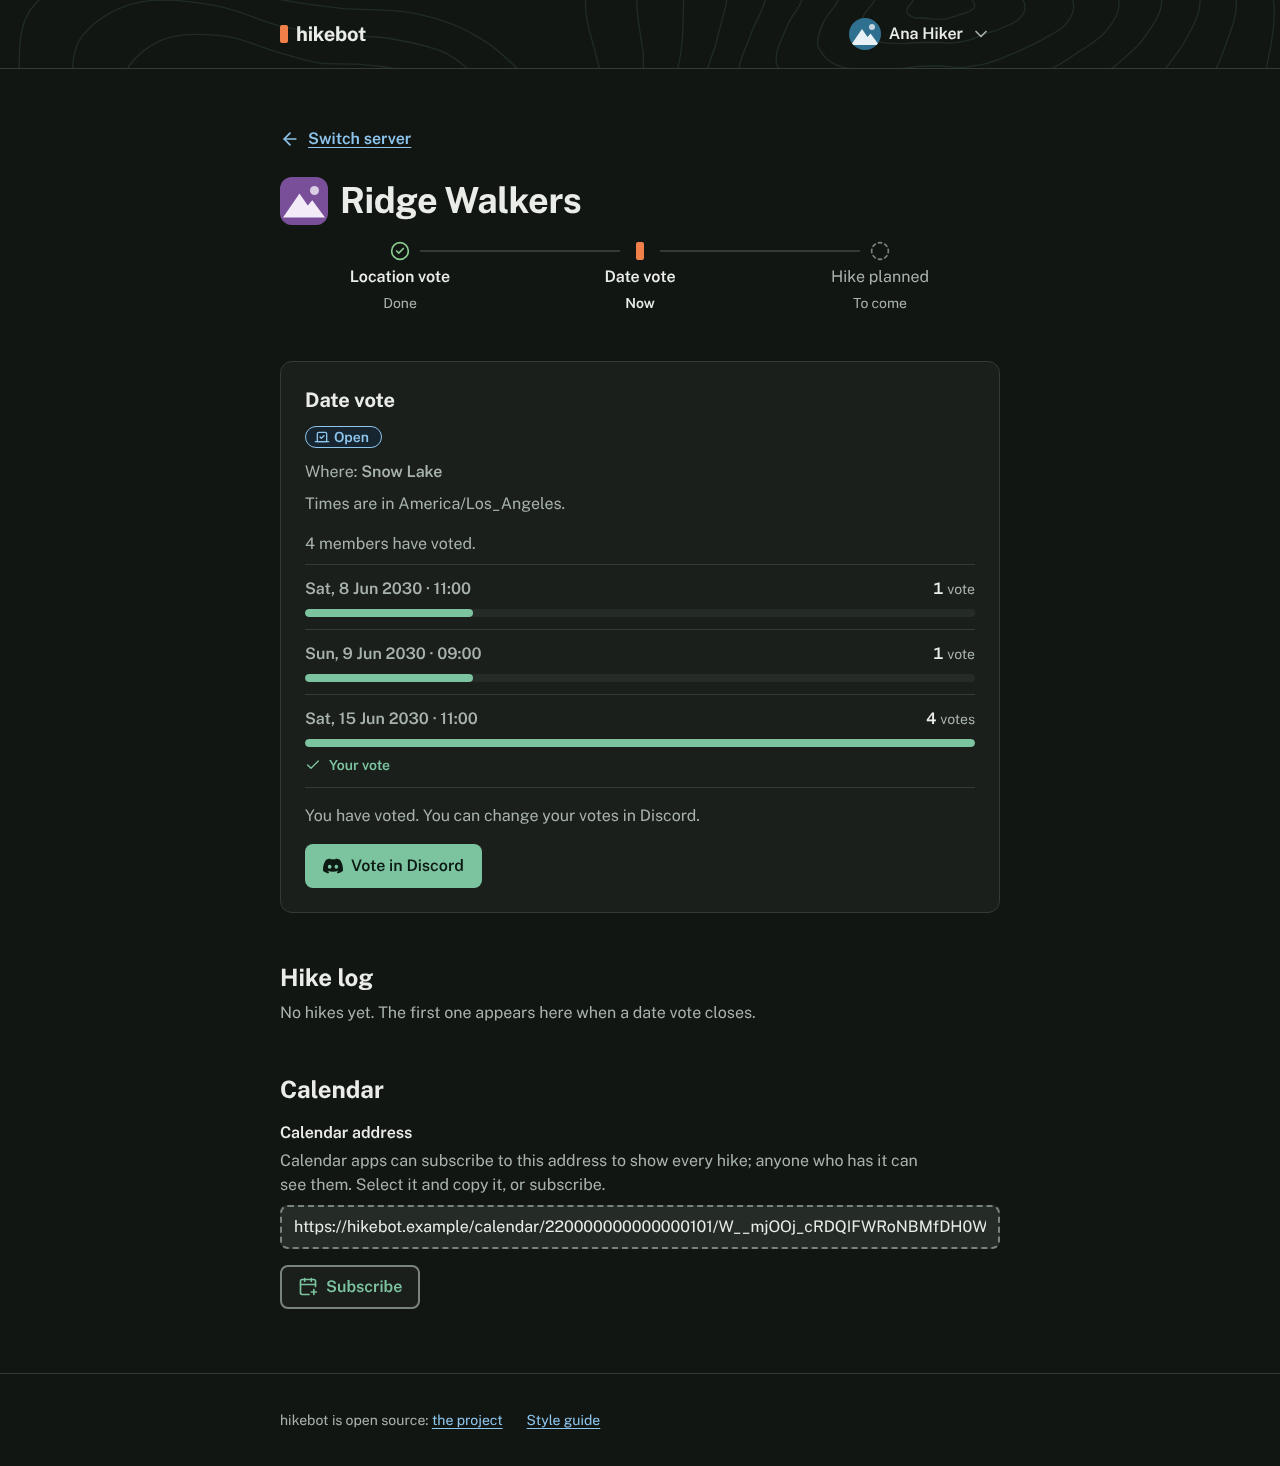 hikebot
Ana Hiker
Switch server
Ridge Walkers
Location vote
Done
Date vote
Now
Hike planned
To come
Date vote
Open
Where: Snow Lake
Times are in America/Los_Angeles.
4 members have voted.
Sat, 8 Jun 2030 · 11:00
1 vote
Sun, 9 Jun 2030 · 09:00
1 vote
Sat, 15 Jun 2030 · 11:00
4 votes
Your vote
You have voted. You can change your votes in Discord.
Vote in Discord
Hike log
No hikes yet. The first one appears here when a date vote closes.
Calendar
Calendar address
Calendar apps can subscribe to this address to show every hike; anyone who has it can
see them. Select it and copy it, or subscribe.
https://hikebot.example/calendar/220000000000000101/W__mjOOj_cRDQIFWRoNBMfDH0W
Subscribe
hikebot is open source: the project
Style guide